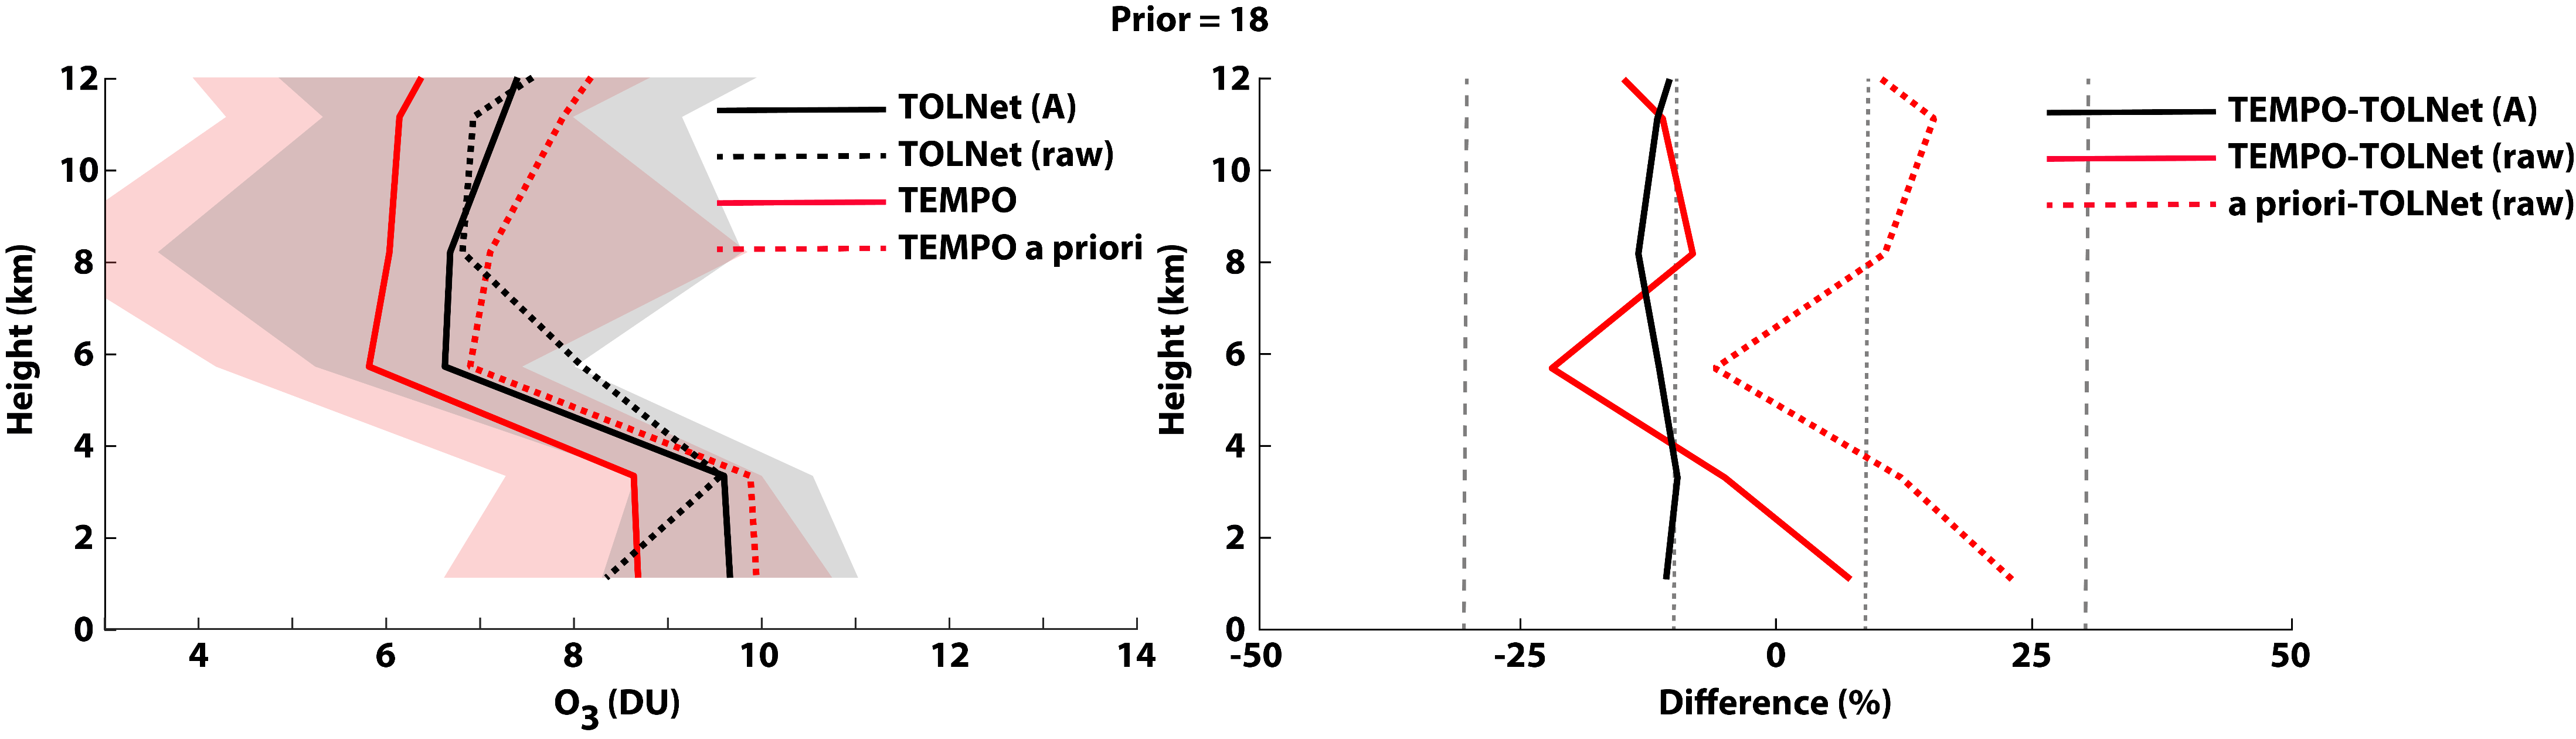 Prior = 18
12
10
8
6
4
2
0
Height (km)
4
6
8
10
12
14
O3 (DU)
TOLNet (A)
TOLNet (raw)
TEMPO
TEMPO a priori
12
10
8
6
4
2
0
Height (km)
-50
-25
0
25
50
Difference (%)
TEMPO-TOLNet (A)
TEMPO-TOLNet (raw)
a priori-TOLNet (raw)